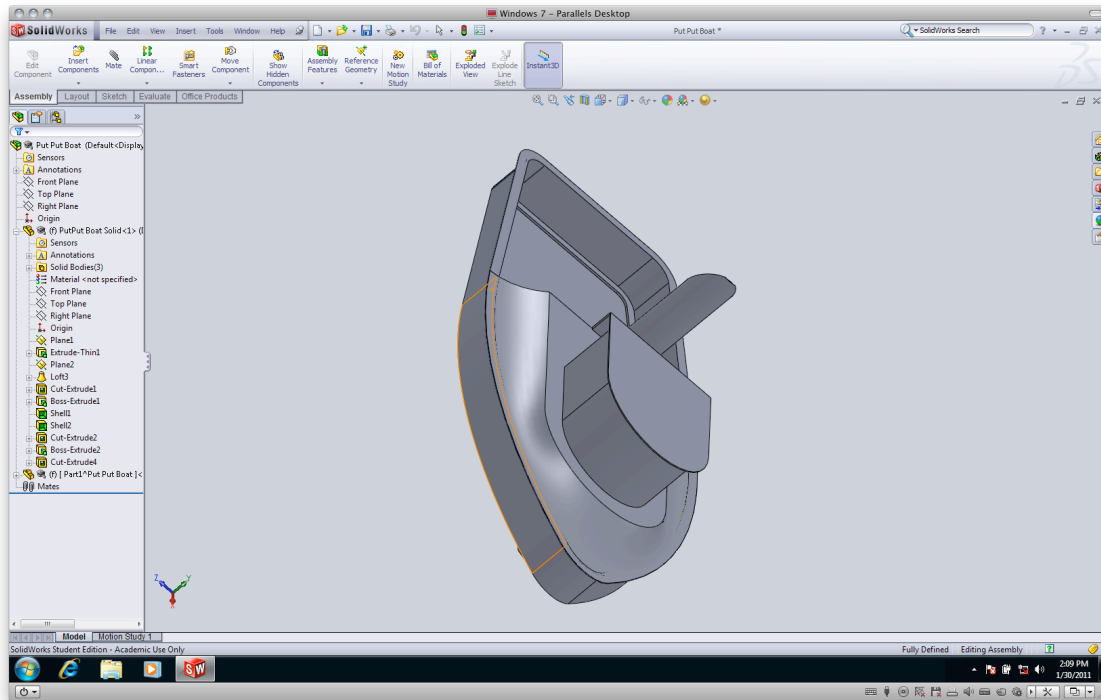 Windows 7 - Parallels Desktop
SolidWorks File Edit View Insert Tools Window Help Put Put Boat * SolidWorks Search
Edit Component
Insert Components
Mate
Linear Compon...
Smart Fasteners
Move Component
Show Hidden Components
Assembly Features
Reference Geometry
New Motion Study
Bill of Materials
Exploded View
Explode Line Sketch
Instant3D
Assembly Layout Sketch Evaluate Office Products
Put Put Boat (Default<Display
Sensors
Annotations
Front Plane
Top Plane
Right Plane
Origin
(f) PutPut Boat Solid<1> (
Sensors
Annotations
Solid Bodies(3)
Material <not specified>
Front Plane
Top Plane
Right Plane
Origin
Plane1
Extrude-Thin1
Plane2
Loft3
Cut-Extrude1
Boss-Extrude1
Shell1
Shell2
Cut-Extrude2
Boss-Extrude2
Cut-Extrude4
(f) [ Part1^Put Put Boat ]<
Mates
Z Y
X
Model Motion Study 1
SolidWorks Student Edition - Academic Use Only Fully Defined Editing Assembly
2:09 PM
1/30/2011